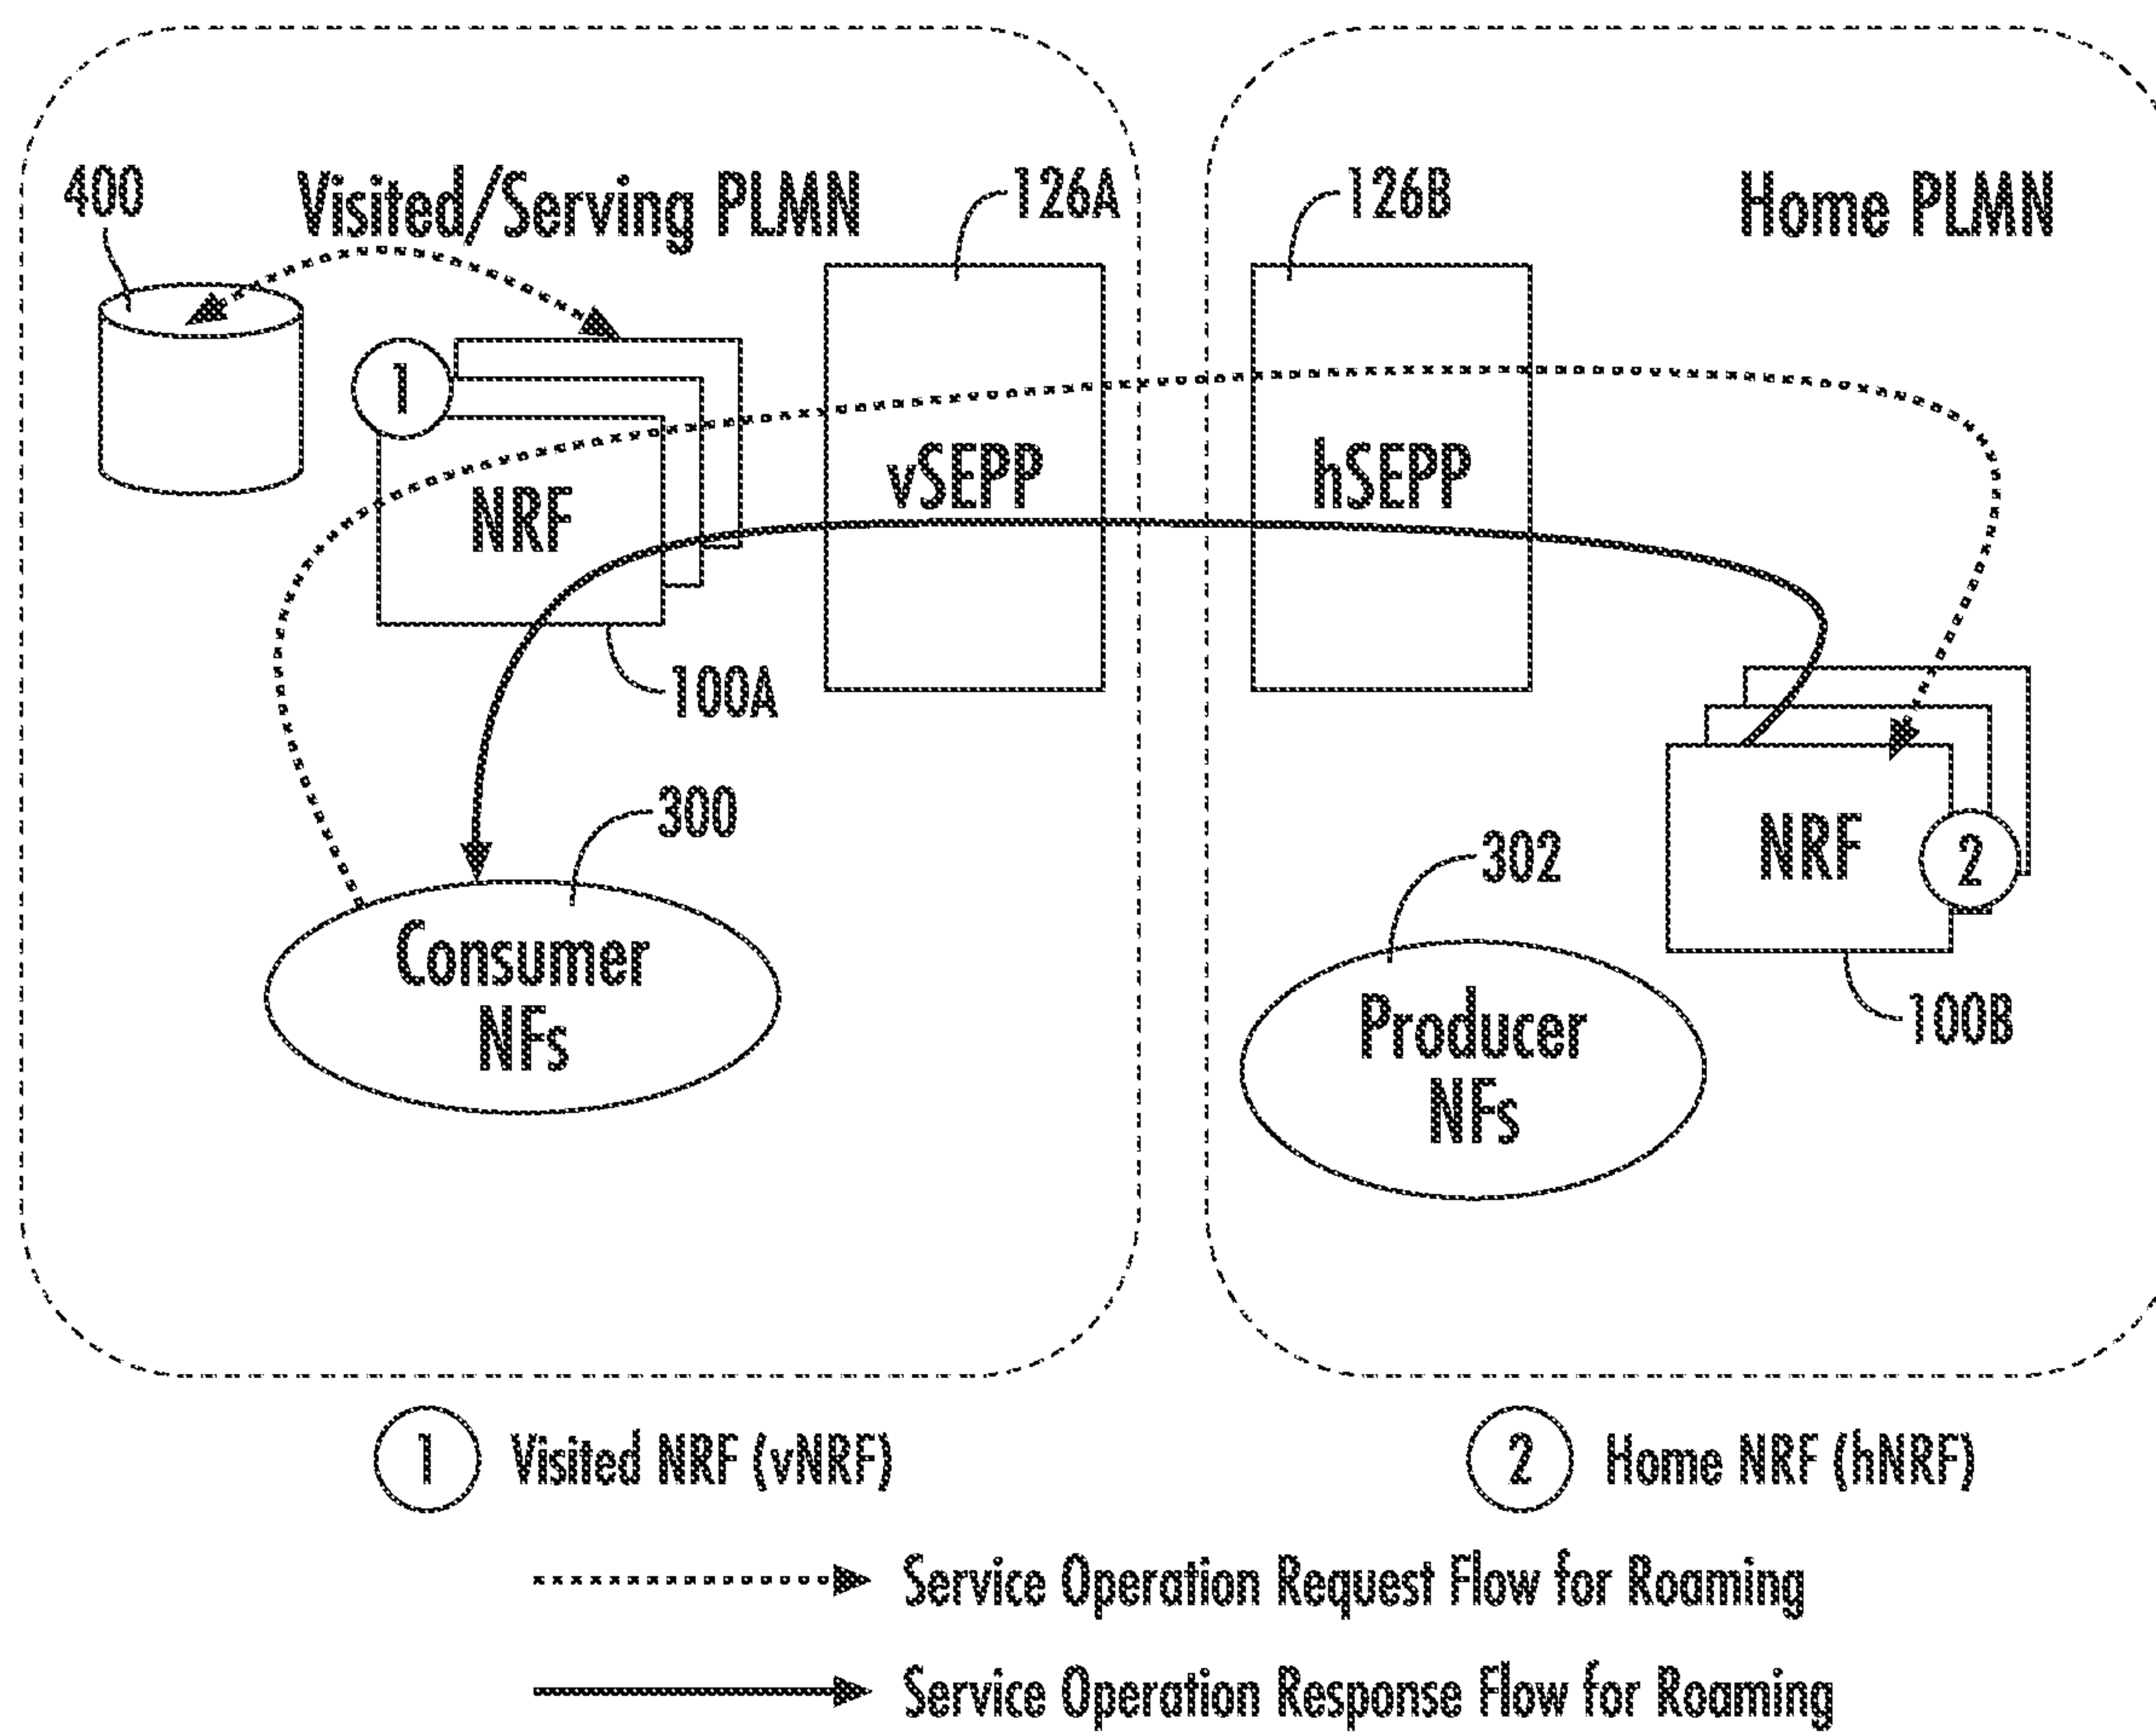 400
Visited/Serving PLMN
126A
126B
Home PLMN
1
NRF
vSEPP
hSEPP
100A
300
302
NRF
2
Consumer
NFs
Producer
NFs
100B
1 Visited NRF (vNRF)
2 Home NRF (hNRF)
Service Operation Request Flow for Roaming
Service Operation Response Flow for Roaming